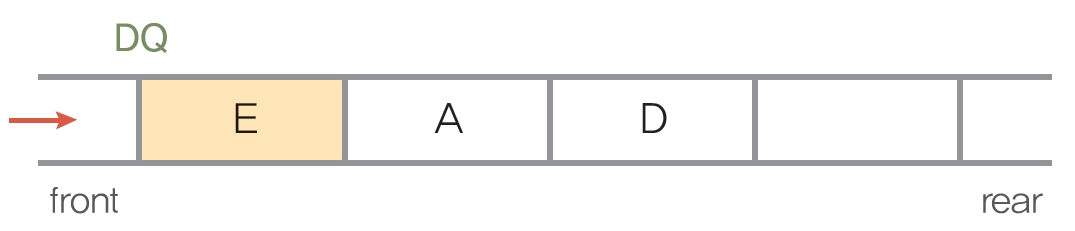 DQ
E A D
front rear